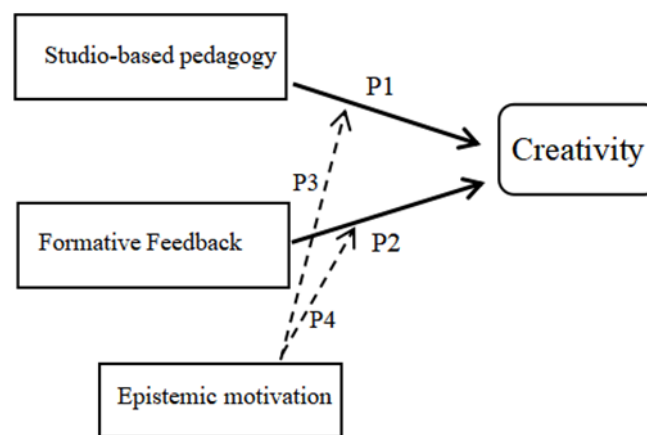 Studio-based pedagogy
P1
Creativity
P3
Formative Feedback
P2
P4
Epistemic motivation